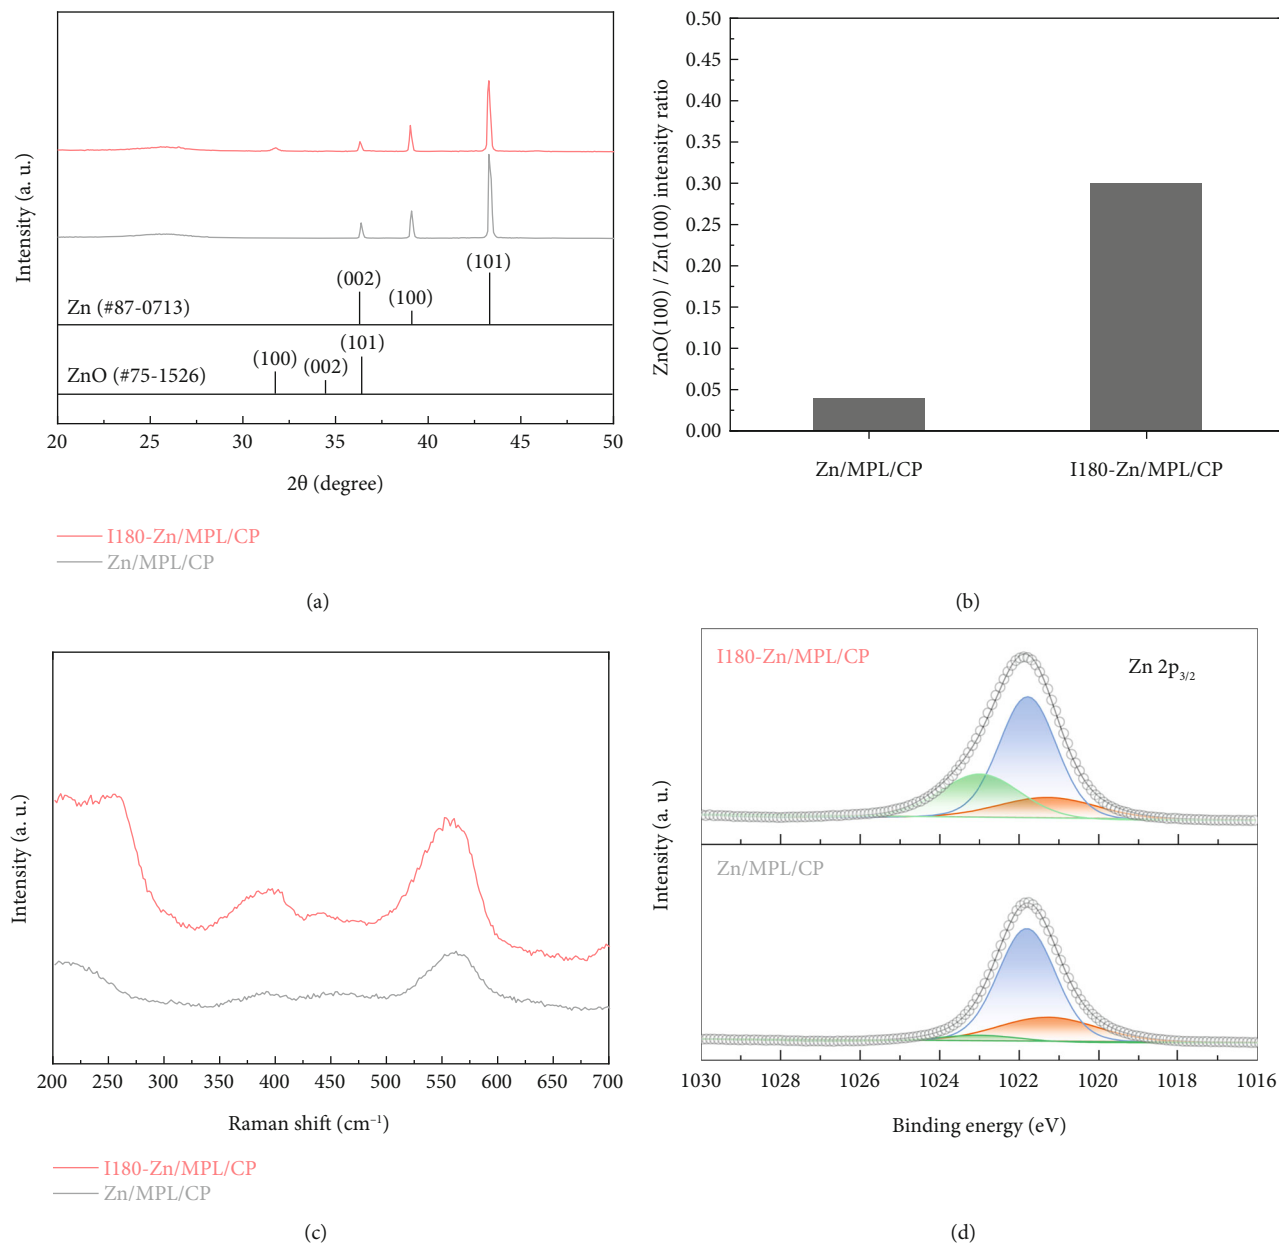 Intensity (a. u.)
(101)
(002)
(100)
Zn (#87-0713)
(101)
(100)
(002)
ZnO (#75-1526)
20 25 30 35 40 45 50
2θ (degree)
I180-Zn/MPL/CP
Zn/MPL/CP
(a)
ZnO(100) / Zn(100) intensity ratio
0.50
0.45
0.40
0.35
0.30
0.25
0.20
0.15
0.10
0.05
0.00
Zn/MPL/CP I180-Zn/MPL/CP
(b)
Intensity (a. u.)
200 250 300 350 400 450 500 550 600 650 700
Raman shift (cm⁻¹)
I180-Zn/MPL/CP
Zn/MPL/CP
(c)
Intensity (a. u.)
I180-Zn/MPL/CP
Zn 2p₃/₂
Zn/MPL/CP
1030 1028 1026 1024 1022 1020 1018 1016
Binding energy (eV)
(d)